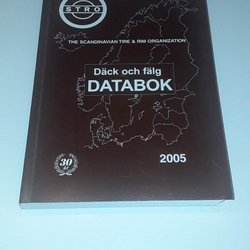 STRO
THE SCANDINAVIAN TIRE & RIM ORGANIZATION
Däck och fälg
DATABOK
30
2005